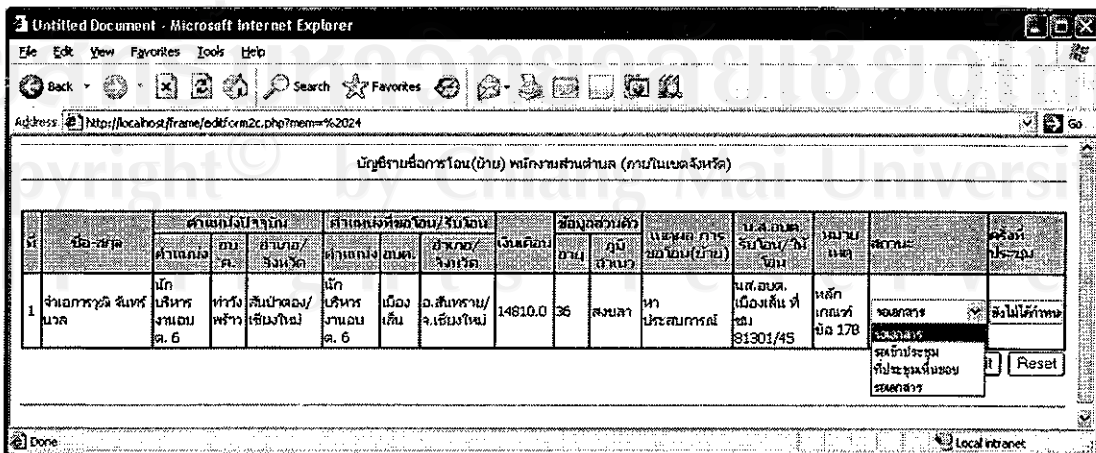 Untitled Document - Microsoft Internet Explorer
File Edit View Favorites Tools Help
Back Search Favorites
Address http://localhost/frame/editform2c.php?mem=%2024 Go
บัญชีรายชื่อการโอน(ย้าย) พนักงานส่วนตำบล (ภายในเขตจังหวัด)
ที่ ชื่อ-สกุล ตำแหน่งปัจจุบัน ตำแหน่งที่ขอโอน/รับโอน เงินเดือน ข้อมูลส่วนตัว เหตุผล การขอโอน(ย้าย) น.ส.อบต. รับโอน/ให้โอน หมายเหตุ สถานะ ครั้งที่ประชุม
ตำแหน่ง อบต. อำเภอ/จังหวัด ตำแหน่ง อบต. อำเภอ/จังหวัด อายุ ภูมิลำเนา
1 จ่าเอกการวุฒิ จันทร์นวล นักบริหารงานอบต. 6 ท่าวังพร้าว สันป่าตอง/เชียงใหม่ นักบริหารงานอบต. 6 เมืองเล็น อ.สันทราย/จ.เชียงใหม่ 14810.0 36 สงขลา หาประสบการณ์ นส.อบต. เมืองเล็น ที่ ชม 81301/45 หลักเกณฑ์ ข้อ 178 รอเอกสาร ยังไม่ได้กำหน
รอเอกสาร
รอเข้าประชุม
ที่ประชุมเห็นชอบ
รอเอกสาร
Reset
Done Local intranet